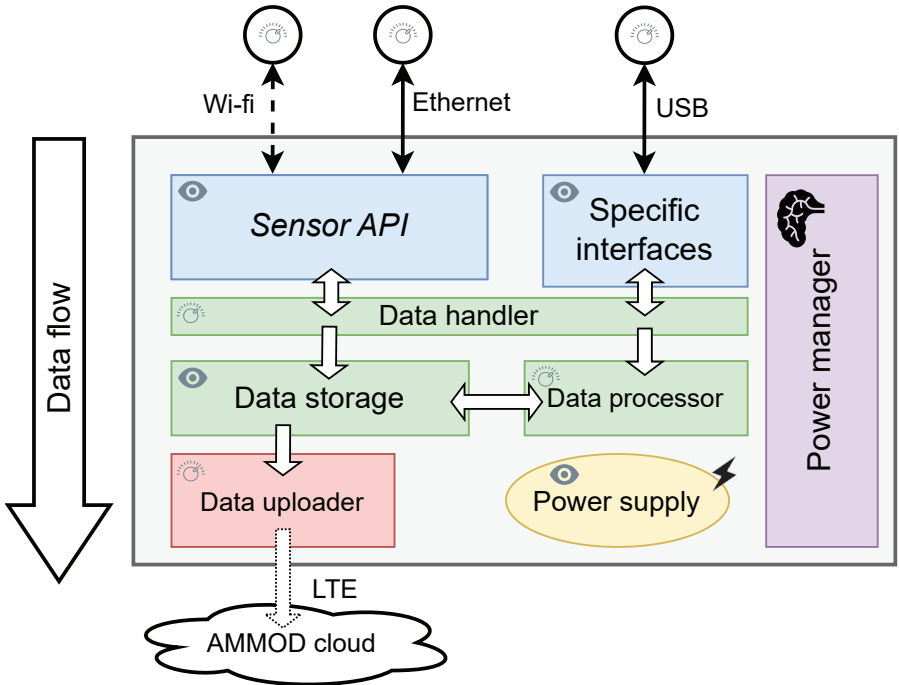 Wi-fi
Ethernet
USB
Data flow
Sensor API
Specific
interfaces
Power manager
Data handler
Data storage
Data processor
Data uploader
Power supply
LTE
AMMOD cloud